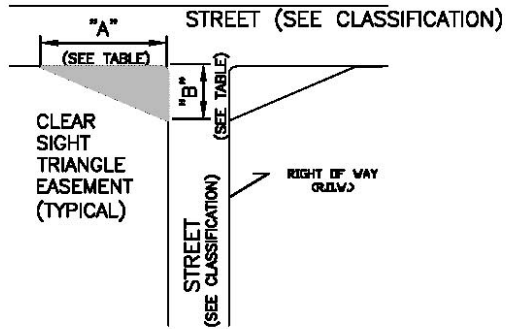 STREET (SEE CLASSIFICATION)
"A"
(SEE TABLE)
"B"
(SEE TABLE)
CLEAR
SIGHT
TRIANGLE
EASEMENT
(TYPICAL)
RIGHT OF WAY
(R.O.W.)
STREET
(SEE CLASSIFICATION)